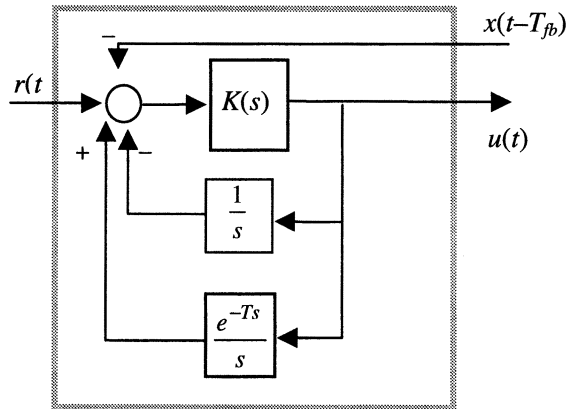 − x(t−T_fb)
r(t
K(s)
u(t)
+ −
1/s
e^{−Ts}/s